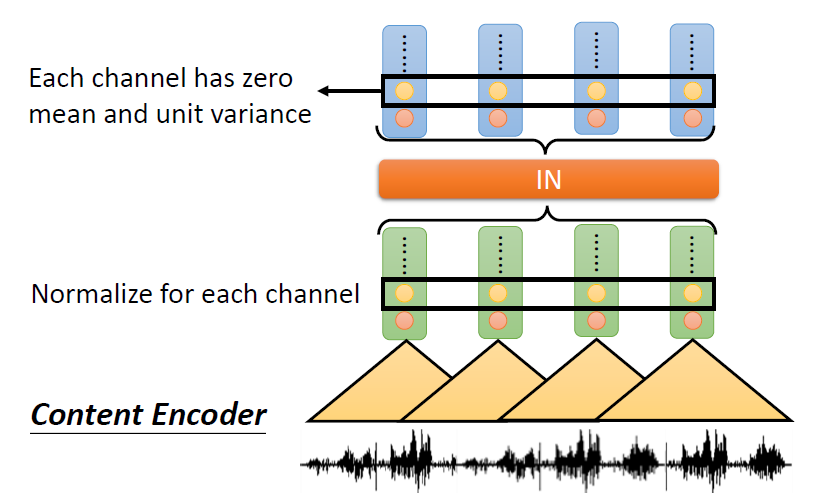 Each channel has zero
mean and unit variance
IN
Normalize for each channel
Content Encoder